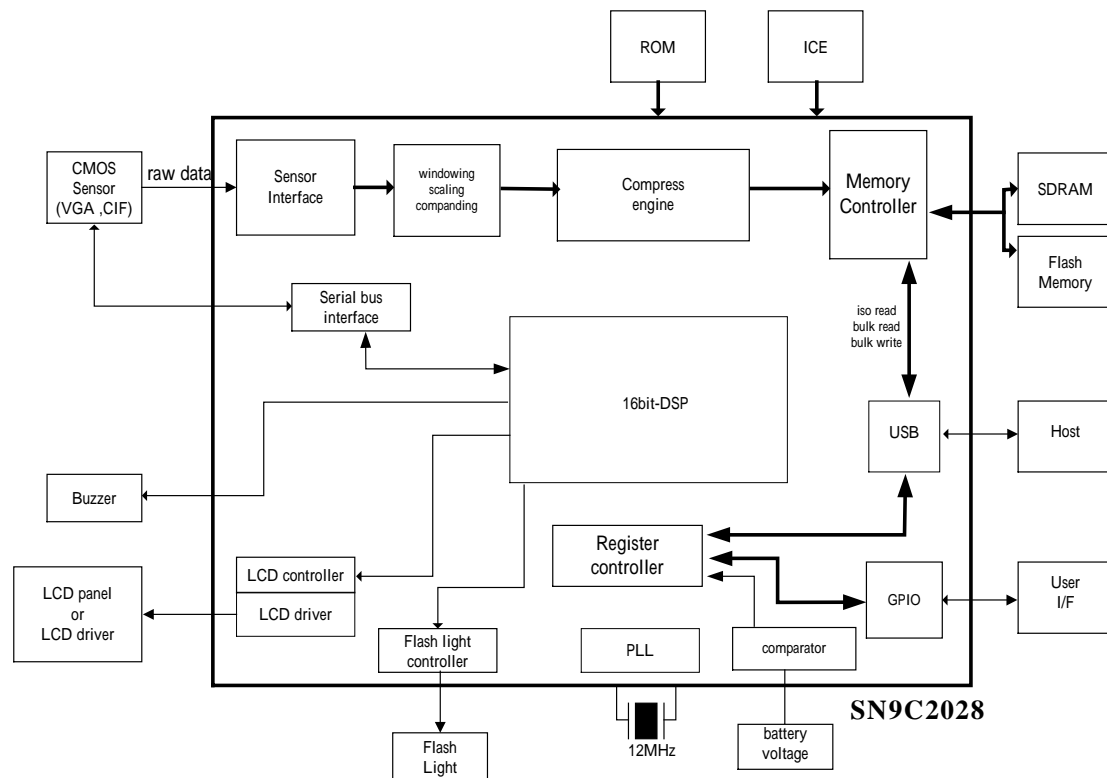 ROM
ICE
CMOS
Sensor
(VGA ,CIF)
raw data
Sensor
Interface
windowing
scaling
companding
Compress
engine
Memory
Controller
SDRAM
Flash
Memory
Serial bus
interface
iso read
bulk read
bulk write
16bit-DSP
USB
Host
Buzzer
Register
controller
LCD controller
LCD driver
LCD panel
or
LCD driver
GPIO
User
I/F
Flash light
controller
PLL
comparator
SN9C2028
12MHz
battery
voltage
Flash
Light